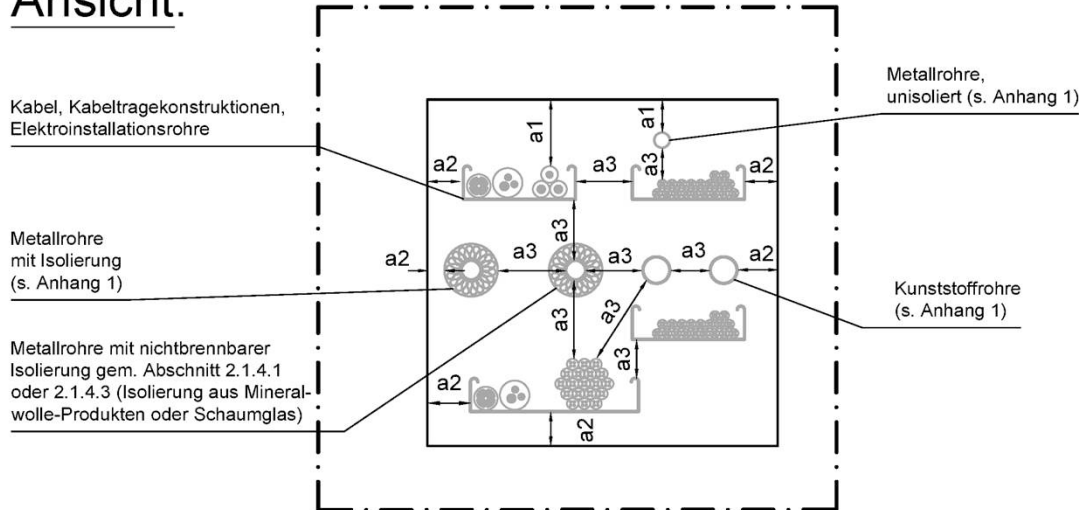 Ansicht:
Metallrohre,
unisoliert (s. Anhang 1)
Kabel, Kabeltragekonstruktionen,
Elektroinstallationsrohre
a1
a1
a2
a3
a3
a2
a3
Metallrohre
mit Isolierung
(s. Anhang 1)
a2
a3
a3
a3
a2
Kunststoffrohre
(s. Anhang 1)
a3
a3
a3
Metallrohre mit nichtbrennbarer
Isolierung gem. Abschnitt 2.1.4.1
oder 2.1.4.3 (Isolierung aus Mineral-
wolle-Produkten oder Schaumglas)
a2
a2